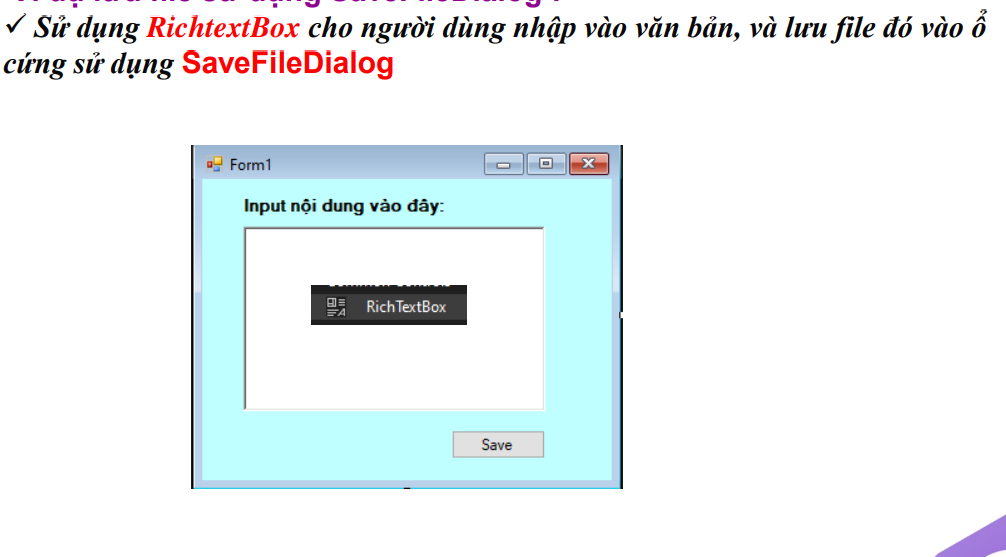 ✓ Sử dụng RichtextBox cho người dùng nhập vào văn bản, và lưu file đó vào ổ
cứng sử dụng SaveFileDialog
Form1
Input nội dung vào đây:
RichTextBox
Save